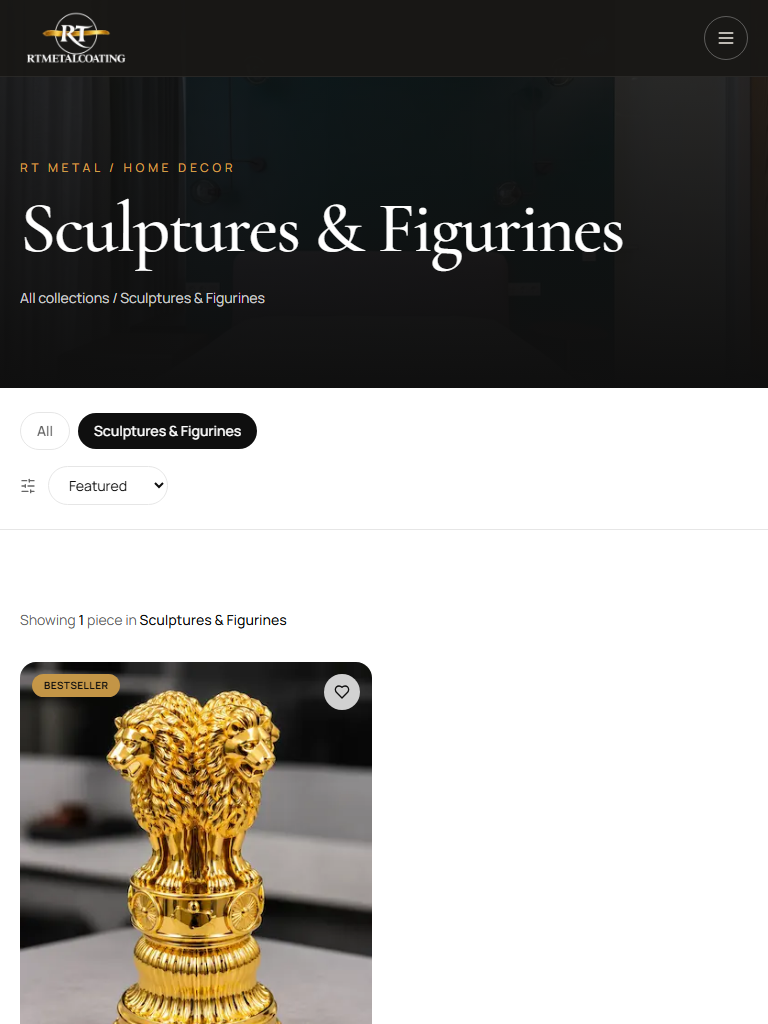 RT
RTMETALCOATING
RT METAL / HOME DECOR
Sculptures & Figurines
All collections / Sculptures & Figurines
All
Sculptures & Figurines
Featured
Showing 1 piece in Sculptures & Figurines
BESTSELLER